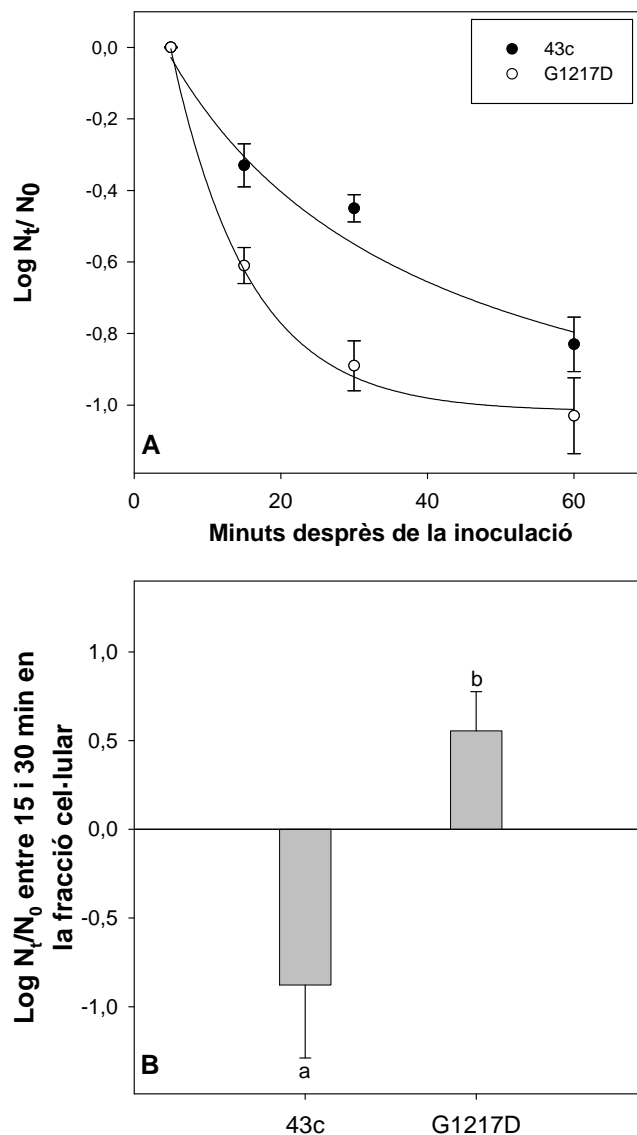 0,0
-0,2
-0,4
-0,6
-0,8
-1,0
Log Nt/ N0
43c
G1217D
A
0 20 40 60
Minuts desprès de la inoculació
1,0
0,5
0,0
-0,5
-1,0
Log Nt/N0 entre 15 i 30 min en
la fracció cel·lular
b
a
B
43c G1217D